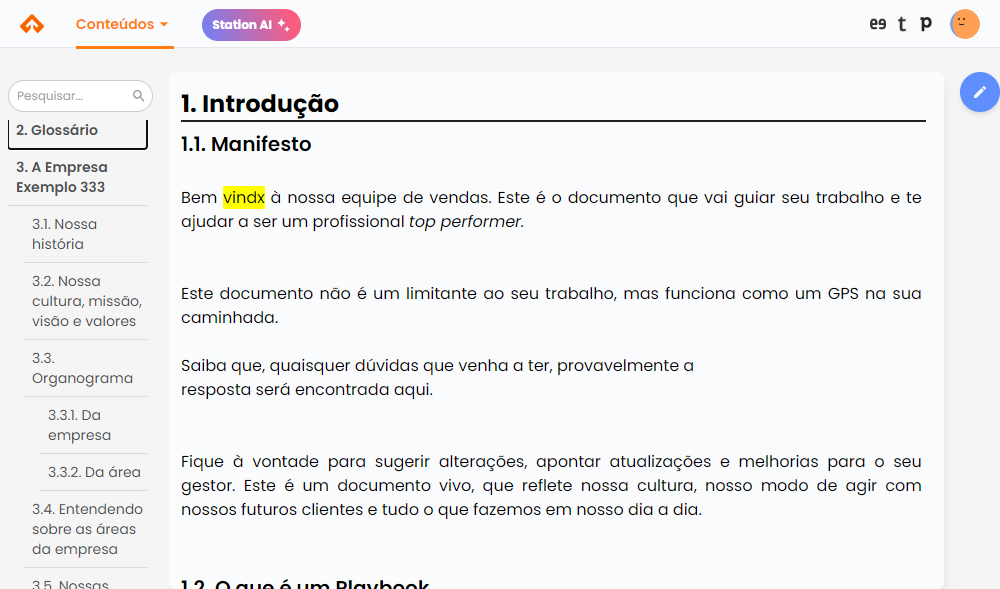 Conteúdos
Station AI
eę t p
Pesquisar...
2. Glossário
3. A Empresa
Exemplo 333
3.1. Nossa
história
3.2. Nossa
cultura, missão,
visão e valores
3.3.
Organograma
3.3.1. Da
empresa
3.3.2. Da área
3.4. Entendendo
sobre as áreas
da empresa
3.5. Nossas
1. Introdução
1.1. Manifesto
Bem vindx à nossa equipe de vendas. Este é o documento que vai guiar seu trabalho e te
ajudar a ser um profissional top performer.
Este documento não é um limitante ao seu trabalho, mas funciona como um GPS na sua
caminhada.
Saiba que, quaisquer dúvidas que venha a ter, provavelmente a
resposta será encontrada aqui.
Fique à vontade para sugerir alterações, apontar atualizações e melhorias para o seu
gestor. Este é um documento vivo, que reflete nossa cultura, nosso modo de agir com
nossos futuros clientes e tudo o que fazemos em nosso dia a dia.
1.2. O que é um Playbook